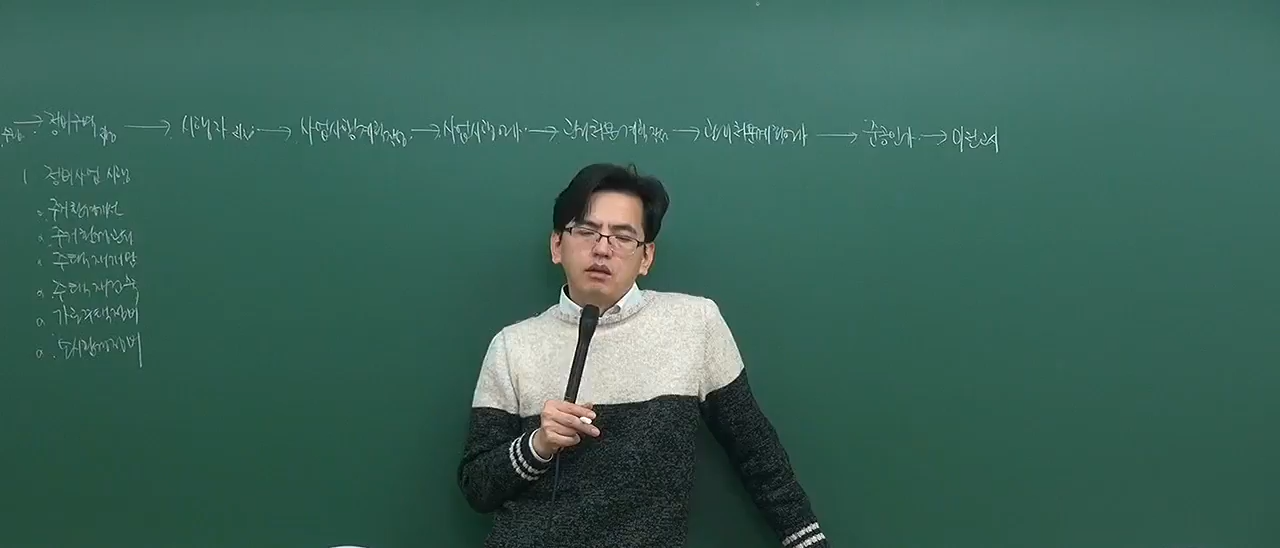 → 정비구역 → 시행자 → 사업시행계획 → 사업시행인가 → 관리처분계획 → 관리처분계획인가 → 준공인가 → 이전고시
1 정비사업 시행
주거환경개선
주거환경관리
주택재개발
주택재건축
가로주택정비
도시환경정비